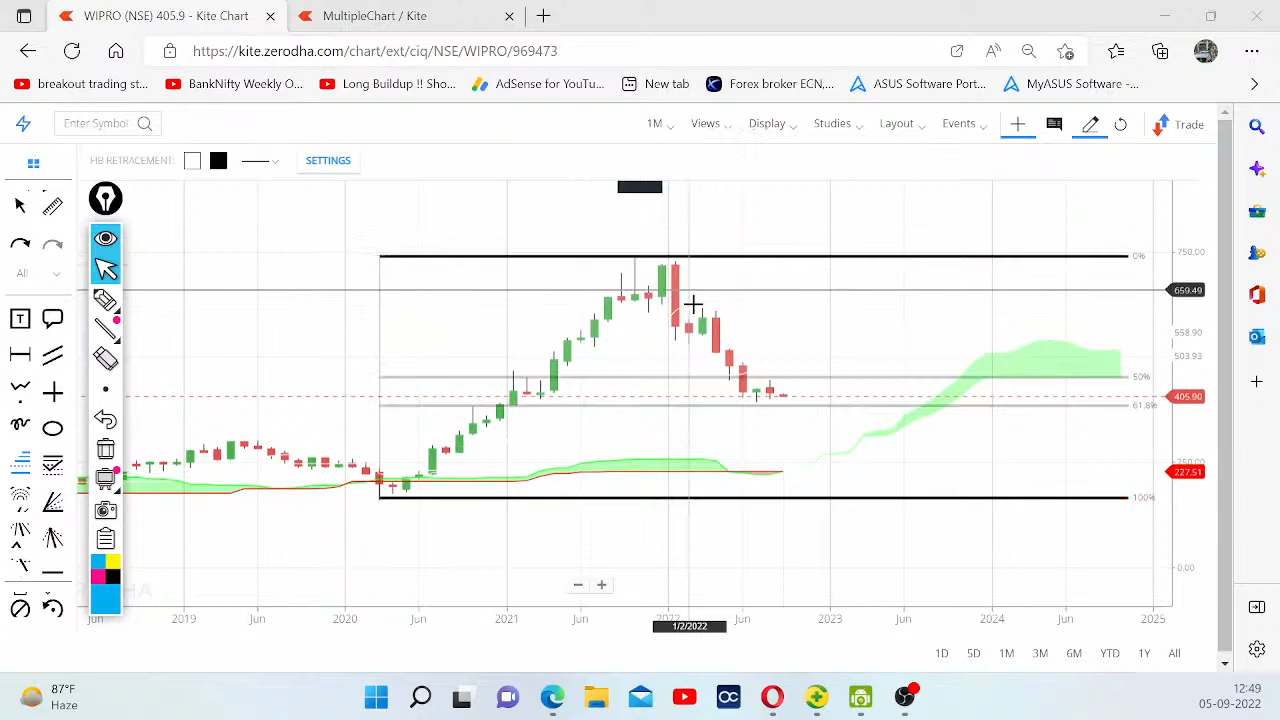 WIPRO (NSE) 405.9 - Kite Chart
MultipleChart / Kite
https://kite.zerodha.com/chart/ext/ciq/NSE/WIPRO/969473
breakout trading st...
BankNifty Weekly O...
Long Buildup !! Sho...
AdSense for YouTu...
New tab
Forex broker ECN,...
ASUS Software Port...
MyASUS Software -...
Enter Symbol
1M
Views
Display
Studies
Layout
Events
Trade
FIB RETRACEMENT:
SETTINGS
All
T
0%
750.00
659.49
558.90
503.93
50%
405.90
61.8%
250.00
227.51
100%
0.00
Jun
2019
Jun
2020
Jun
2021
Jun
2022
Jun
2023
Jun
2024
Jun
2025
1/2/2022
1D
5D
1M
3M
6M
YTD
1Y
All
87°F
Haze
OC
12:49
05-09-2022